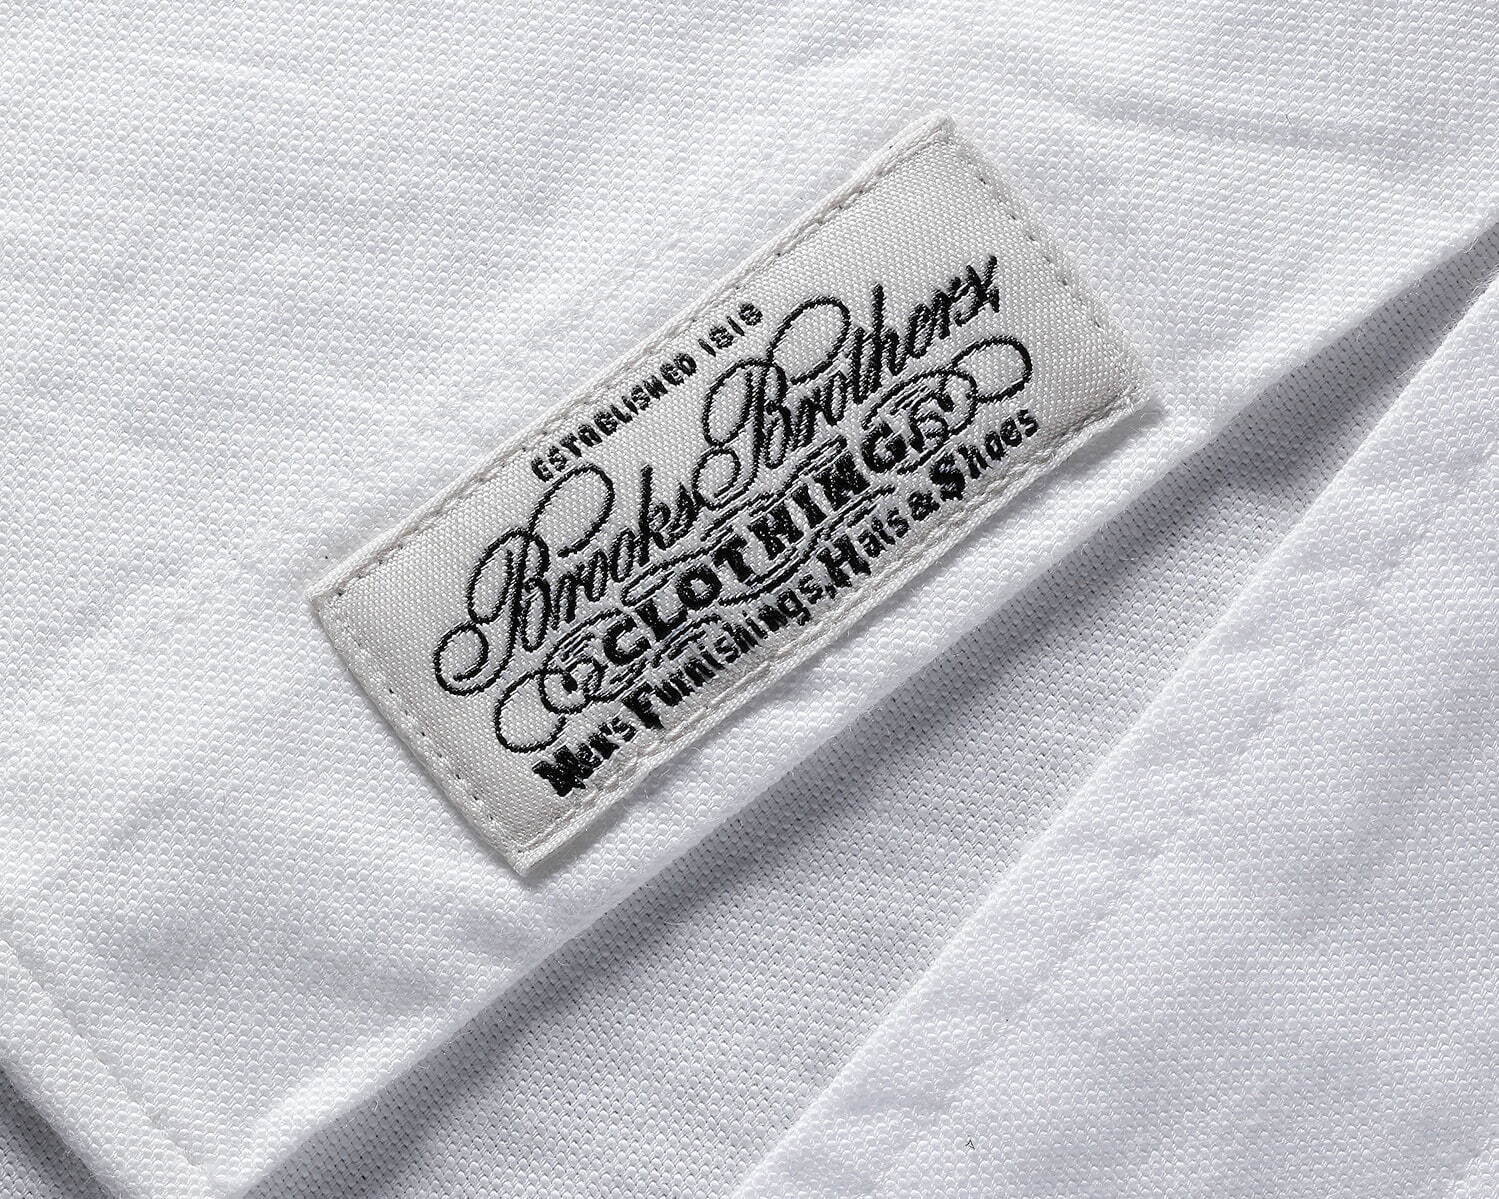 ESTABLISHED 1818
Brooks Brothers
CLOTHING
Men's Furnishings, Hats & Shoes